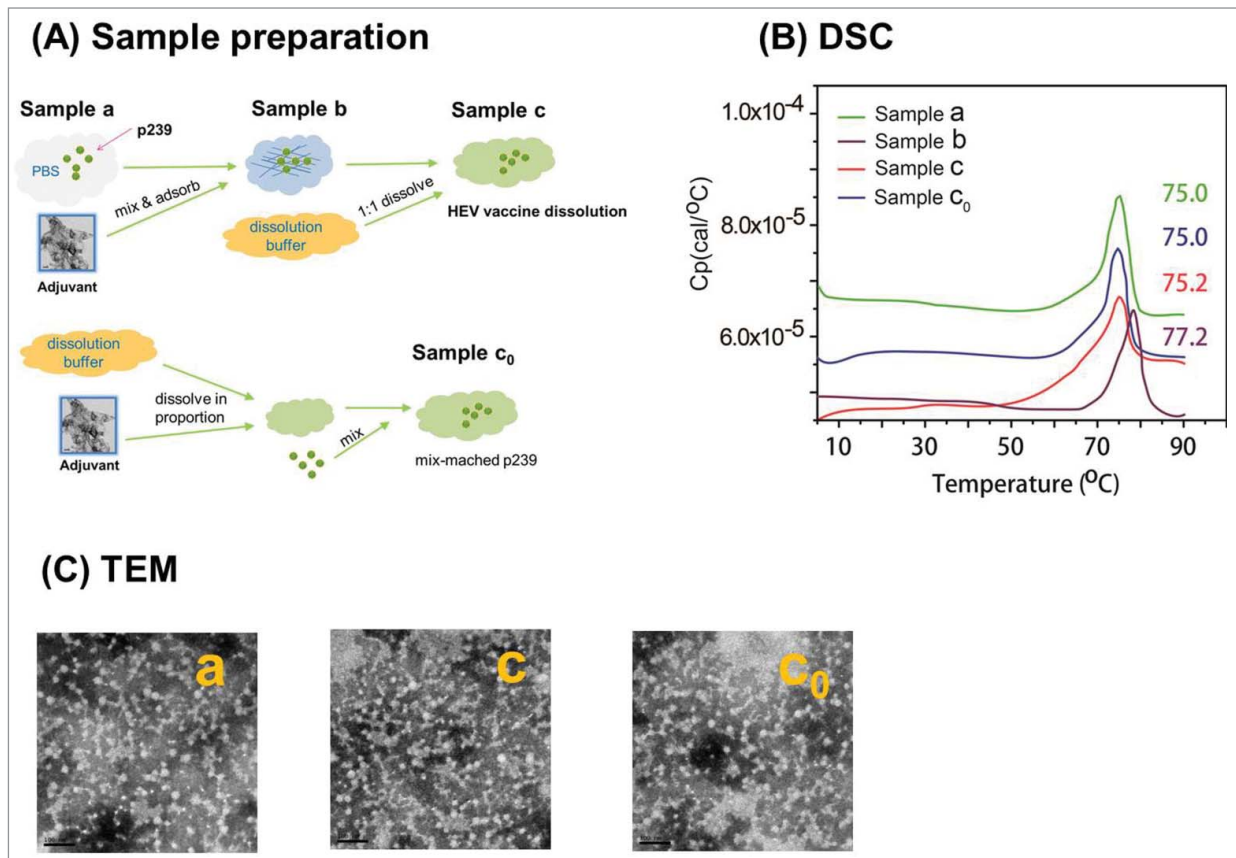 (A) Sample preparation
Sample a
p239
PBS
mix & adsorb
Adjuvant
Sample b
dissolution
buffer
1:1 dissolve
Sample c
HEV vaccine dissolution
dissolution
buffer
Adjuvant
dissolve in
proportion
mix
Sample c₀
mix-mached p239
(B) DSC
Cp(cal/ºC)
1.0x10⁻⁴
8.0x10⁻⁵
6.0x10⁻⁵
Sample a
Sample b
Sample c
Sample c₀
75.0
75.0
75.2
77.2
10 30 50 70 90
Temperature (ºC)
(C) TEM
a
c
c₀